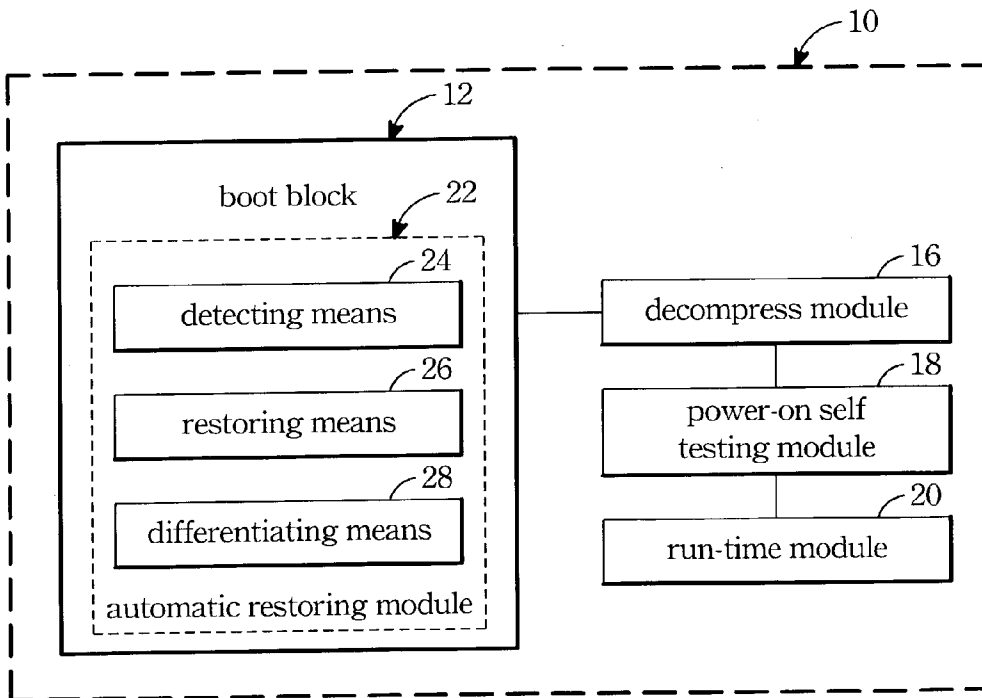 10
12
boot block
22
24
detecting means
26
restoring means
28
differentiating means
automatic restoring module
16
decompress module
18
power-on self
testing module
20
run-time module